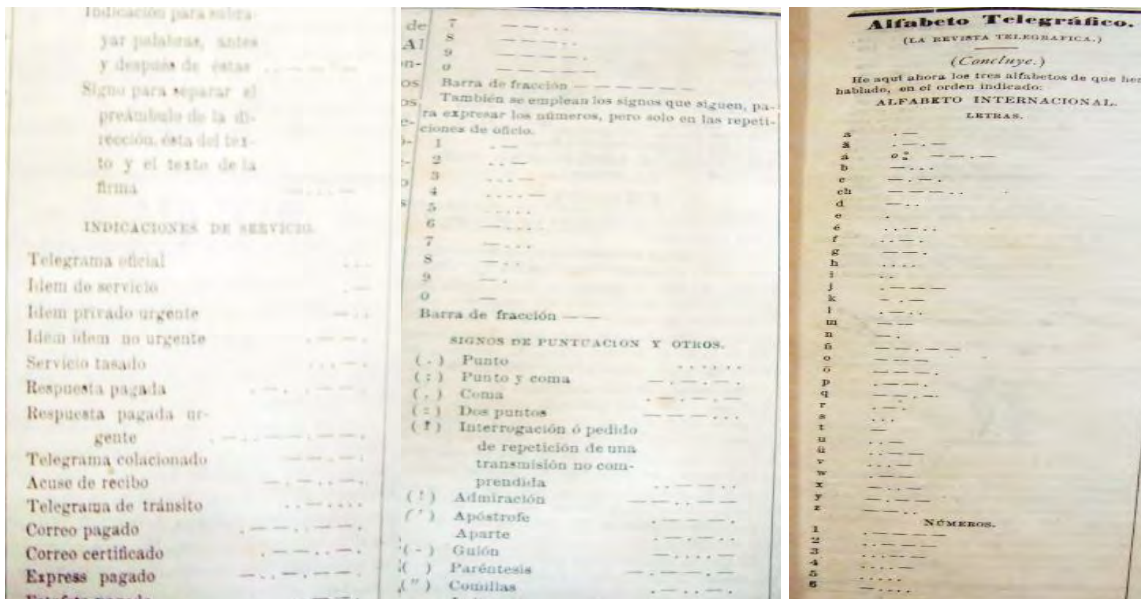 Indicación para subra-
yar palabras, antes
y después de éstas
Signo para separar el
preámbulo de la di-
rección, ésta del tex-
to y el texto de la
firma
INDICACIONES DE SERVICIO.
Telegrama oficial
Idem de servicio
Idem privado urgente
Idem idem no urgente
Servicio tasado
Respuesta pagada
Respuesta pagada ur-
gente
Telegrama colacionado
Acuse de recibo
Telegrama de tránsito
Correo pagado
Correo certificado
Express pagado
7 — — . . .
8 — — — . .
9 — — — — .
0 — — — — —
Barra de fracción
También se emplean los signos que siguen, pa-
ra expresar los números, pero solo en las repeti-
ciones de oficio.
1 . —
2 . . —
3 . . . —
4 . . . . —
5 . . . . .
6 — . . . .
7 — . . .
8 — . .
9 — .
0 —
Barra de fracción — —
SIGNOS DE PUNTUACION Y OTROS.
( . ) Punto . . . . . .
( ; ) Punto y coma — . — . — .
( , ) Coma . — . — . —
( : ) Dos puntos — — — . . .
( ? ) Interrogación ó pedido
de repetición de una
transmisión no com-
prendida . . — — . .
( ! ) Admiración — — . . — —
( ' ) Apóstrofe . — — — — .
Aparte . — . — . .
( - ) Guión — . . . . —
( ) Paréntesis — . — — . —
( " ) Comillas . — . . — .
Alfabeto Telegráfico.
(LA REVISTA TELEGRAFICA.)
(Concluye.)
He aquí ahora los tres alfabetos de que
hablado, en el orden indicado:
ALFABETO INTERNACIONAL.
LETRAS.
a . —
ä . — . —
á
b — . . .
c — . — .
ch — — — —
d — . .
e .
é . . — . .
f . . — .
g — — .
h . . . .
i . .
j . — — —
k — . —
l . — . .
m — —
n — .
ñ — — . — —
o — — —
ö — — — .
p . — — .
q — — . —
r . — .
s . . .
t —
u . . —
ü . . — —
v . . . —
w . — —
x — . . —
y — . — —
z — — . .
NÚMEROS.
1 . — — — —
2 . . — — —
3 . . . — —
4 . . . . —
5 . . . . .
6 — . . . .